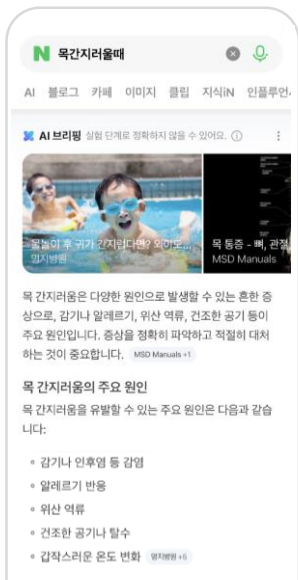 N 목간지러울때
AI 블로그 카페 이미지 클립 지식iN 인플루언
AI 브리핑 실험 단계로 정확하지 않을 수 있어요.
물놀이 후 귀가 간지럽다면? 외이도...
명지병원
목 통증 - 뼈, 관절
MSD Manuals
목 간지러움은 다양한 원인으로 발생할 수 있는 흔한 증
상으로, 감기나 알레르기, 위산 역류, 건조한 공기 등이
주요 원인입니다. 증상을 정확히 파악하고 적절히 대처
하는 것이 중요합니다. MSD Manuals +1
목 간지러움의 주요 원인
목 간지러움을 유발할 수 있는 주요 원인은 다음과 같습
니다:
◦ 감기나 인후염 등 감염
◦ 알레르기 반응
◦ 위산 역류
◦ 건조한 공기나 탈수
◦ 갑작스러운 온도 변화 명지병원 +5